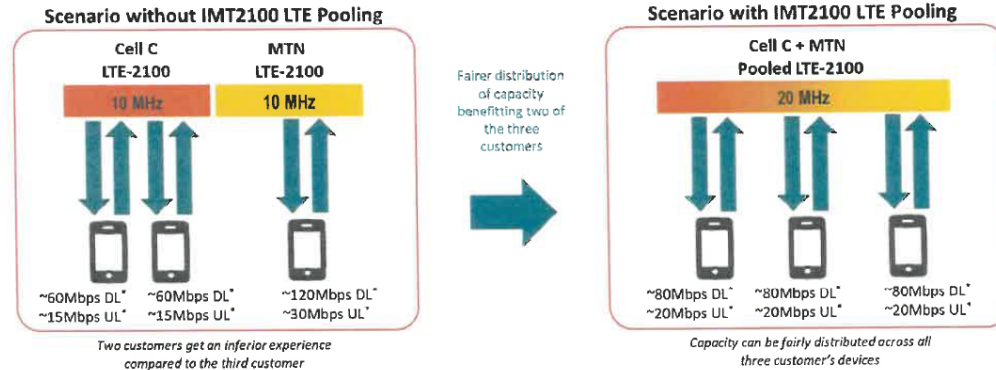 Scenario without IMT2100 LTE Pooling
Cell C
LTE-2100
MTN
LTE-2100
10 MHz
10 MHz
~60Mbps DL*
~15Mbps UL*
~60Mbps DL*
~15Mbps UL*
~120Mbps DL*
~30Mbps UL*
Two customers get an inferior experience
compared to the third customer
Fairer distribution
of capacity
benefitting two of
the three
customers
Scenario with IMT2100 LTE Pooling
Cell C + MTN
Pooled LTE-2100
20 MHz
~80Mbps DL*
~20Mbps UL*
~80Mbps DL*
~20Mbps UL*
~80Mbps DL*
~20Mbps UL*
Capacity can be fairly distributed across all
three customer's devices